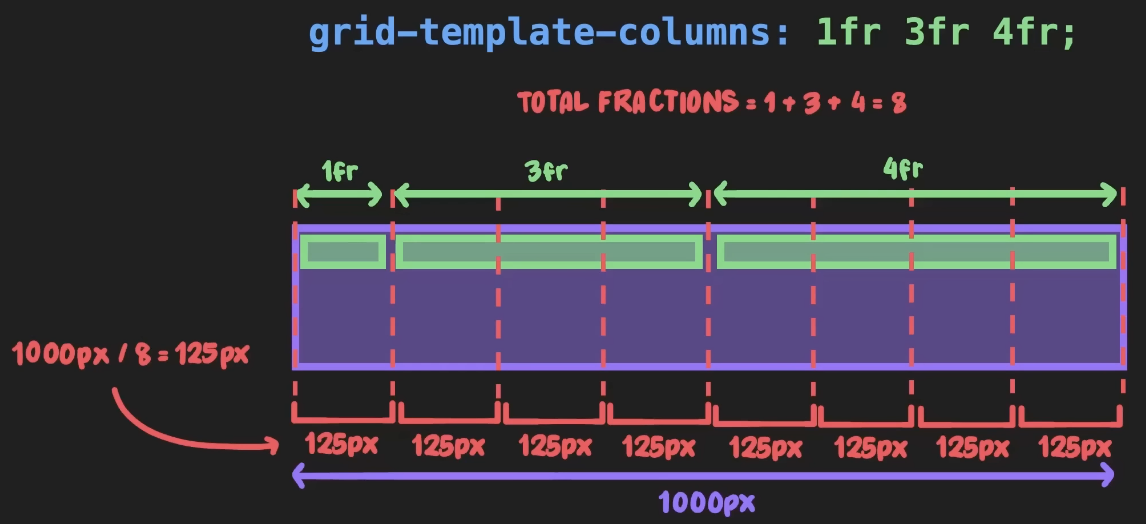 grid-template-columns: 1fr 3fr 4fr;
TOTAL FRACTIONS = 1 + 3 + 4 = 8
1fr 3fr 4fr
1000px / 8 = 125px
125px 125px 125px 125px 125px 125px 125px 125px
1000px